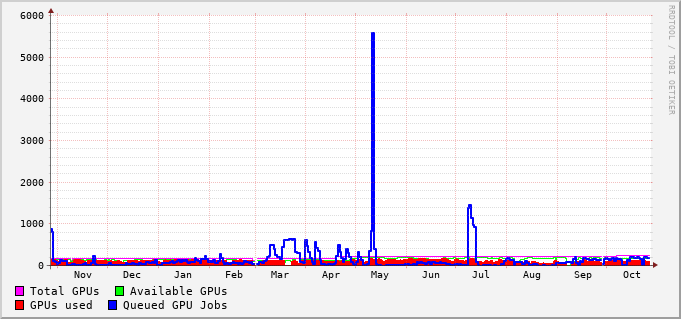 6000
5000
4000
3000
2000
1000
0
Nov Dec Jan Feb Mar Apr May Jun Jul Aug Sep Oct
Total GPUs Available GPUs
GPUs used Queued GPU Jobs
RRDTOOL / TOBI OETIKER